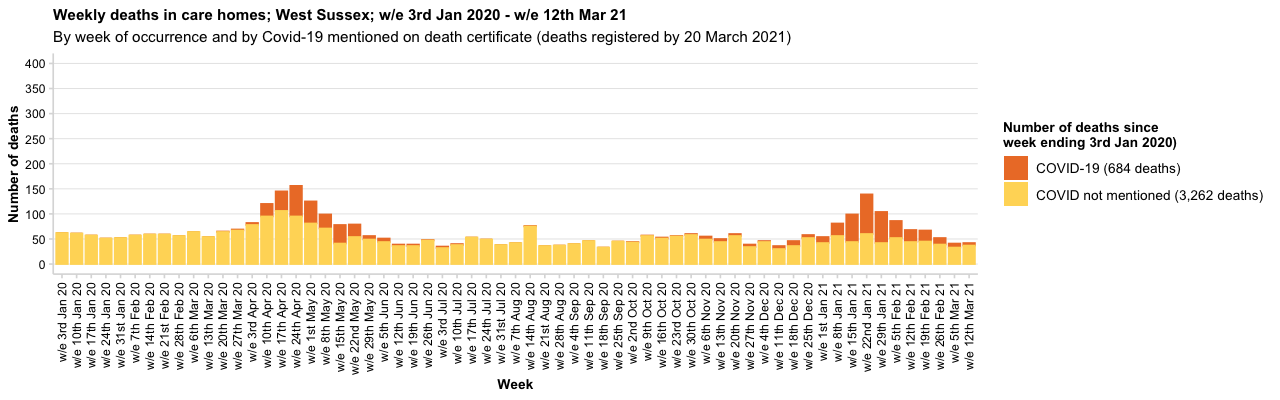 Weekly deaths in care homes; West Sussex; w/e 3rd Jan 2020 - w/e 12th Mar 21
By week of occurrence and by Covid-19 mentioned on death certificate (deaths registered by 20 March 2021)
Number of deaths
400
350
300
250
200
150
100
50
0
w/e 3rd Jan 20
w/e 10th Jan 20
w/e 17th Jan 20
w/e 24th Jan 20
w/e 31st Jan 20
w/e 7th Feb 20
w/e 14th Feb 20
w/e 21st Feb 20
w/e 28th Feb 20
w/e 6th Mar 20
w/e 13th Mar 20
w/e 20th Mar 20
w/e 27th Mar 20
w/e 3rd Apr 20
w/e 10th Apr 20
w/e 17th Apr 20
w/e 24th Apr 20
w/e 1st May 20
w/e 8th May 20
w/e 15th May 20
w/e 22nd May 20
w/e 29th May 20
w/e 5th Jun 20
w/e 12th Jun 20
w/e 19th Jun 20
w/e 26th Jun 20
w/e 3rd Jul 20
w/e 10th Jul 20
w/e 17th Jul 20
w/e 24th Jul 20
w/e 31st Jul 20
w/e 7th Aug 20
w/e 14th Aug 20
w/e 21st Aug 20
w/e 28th Aug 20
w/e 4th Sep 20
w/e 11th Sep 20
w/e 18th Sep 20
w/e 25th Sep 20
w/e 2nd Oct 20
w/e 9th Oct 20
w/e 16th Oct 20
w/e 23rd Oct 20
w/e 30th Oct 20
w/e 6th Nov 20
w/e 13th Nov 20
w/e 20th Nov 20
w/e 27th Nov 20
w/e 4th Dec 20
w/e 11th Dec 20
w/e 18th Dec 20
w/e 25th Dec 20
w/e 1st Jan 21
w/e 8th Jan 21
w/e 15th Jan 21
w/e 22nd Jan 21
w/e 29th Jan 21
w/e 5th Feb 21
w/e 12th Feb 21
w/e 19th Feb 21
w/e 26th Feb 21
w/e 5th Mar 21
w/e 12th Mar 21
Week
Number of deaths since
week ending 3rd Jan 2020)
COVID-19 (684 deaths)
COVID not mentioned (3,262 deaths)